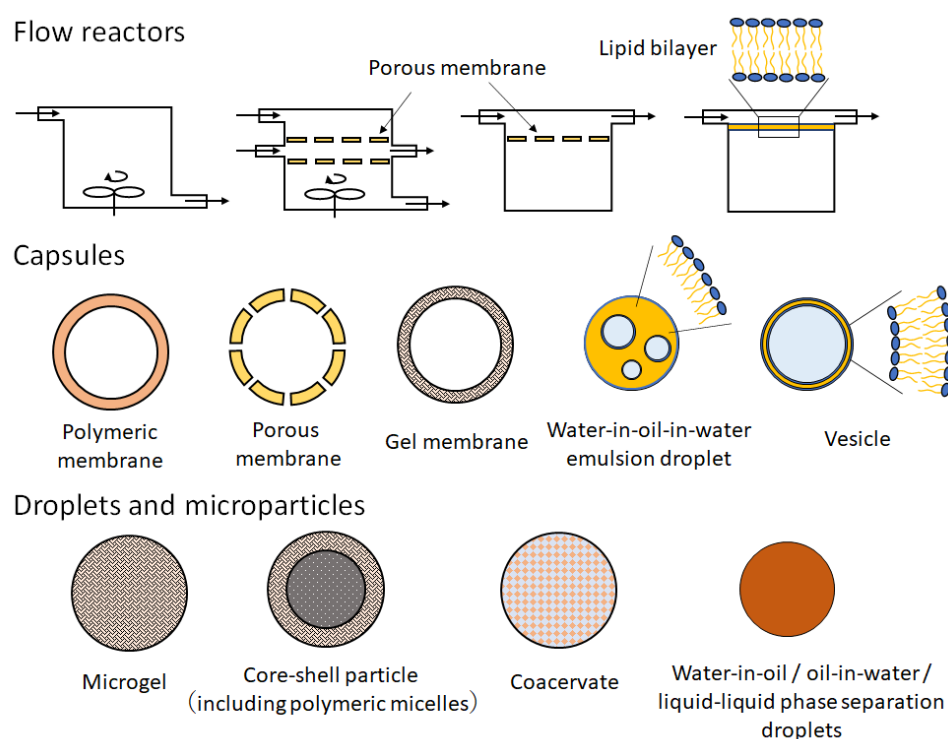 Flow reactors
Lipid bilayer
Porous membrane
Capsules
Polymeric
membrane
Porous
membrane
Gel membrane
Water-in-oil-in-water
emulsion droplet
Vesicle
Droplets and microparticles
Microgel
Core-shell particle
（including polymeric micelles）
Coacervate
Water-in-oil / oil-in-water /
liquid-liquid phase separation
droplets